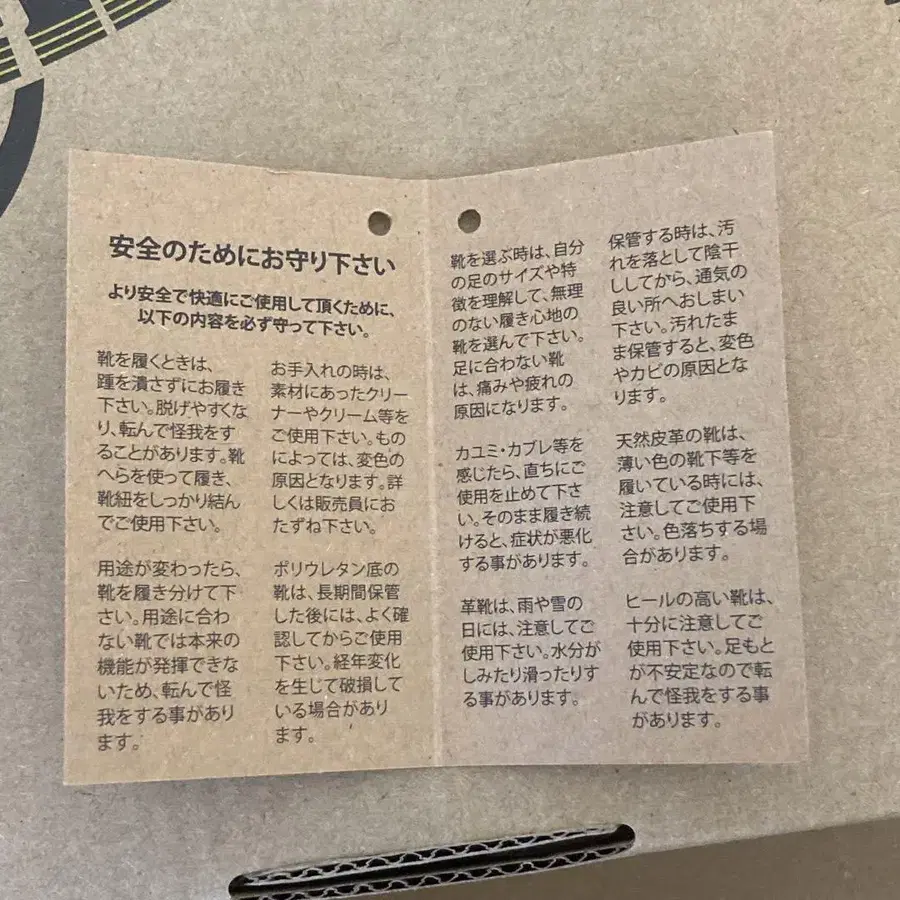 安全のためにお守り下さい
より安全で快適にご使用して頂くために、
以下の内容を必ず守って下さい。
靴を履くときは、
踵を潰さずにお履き
下さい。脱げやすくな
り、転んで怪我をす
ることがあります。靴
へらを使って履き、
靴紐をしっかり結ん
でご使用下さい。
用途が変わったら、
靴を履き分けて下
さい。用途に合わ
ない靴では本来の
機能が発揮できな
いため、転んで怪
我をする事があり
ます。
お手入れの時は、
素材にあったクリー
ナーやクリーム等を
ご使用下さい。もの
によっては、変色の
原因となります。詳
しくは販売員にお
たずね下さい。
ポリウレタン底の
靴は、長期間保管
した後には、よく確
認してからご使用
下さい。経年変化
を生じて破損して
いる場合があり
ます。
靴を選ぶ時は、自分
の足のサイズや特
徴を理解して、無理
のない履き心地の
靴を選んで下さい。
足に合わない靴
は、痛みや疲れの
原因になります。
カユミ・カブレ等を
感じたら、直ちにご
使用を止めて下さ
い。そのまま履き続
けると、症状が悪化
する事があります。
革靴は、雨や雪の
日には、注意してご
使用下さい。水分が
しみたり滑ったりす
る事があります。
保管する時は、汚
れを落として陰干
ししてから、通気の
良い所へおしまい
下さい。汚れたま
ま保管すると、変色
やカビの原因とな
ります。
天然皮革の靴は、
薄い色の靴下等を
履いている時には、
注意してご使用下
さい。色落ちする場
合があります。
ヒールの高い靴は、
十分に注意してご
使用下さい。足もと
が不安定なので転
んで怪我をする事
があります。